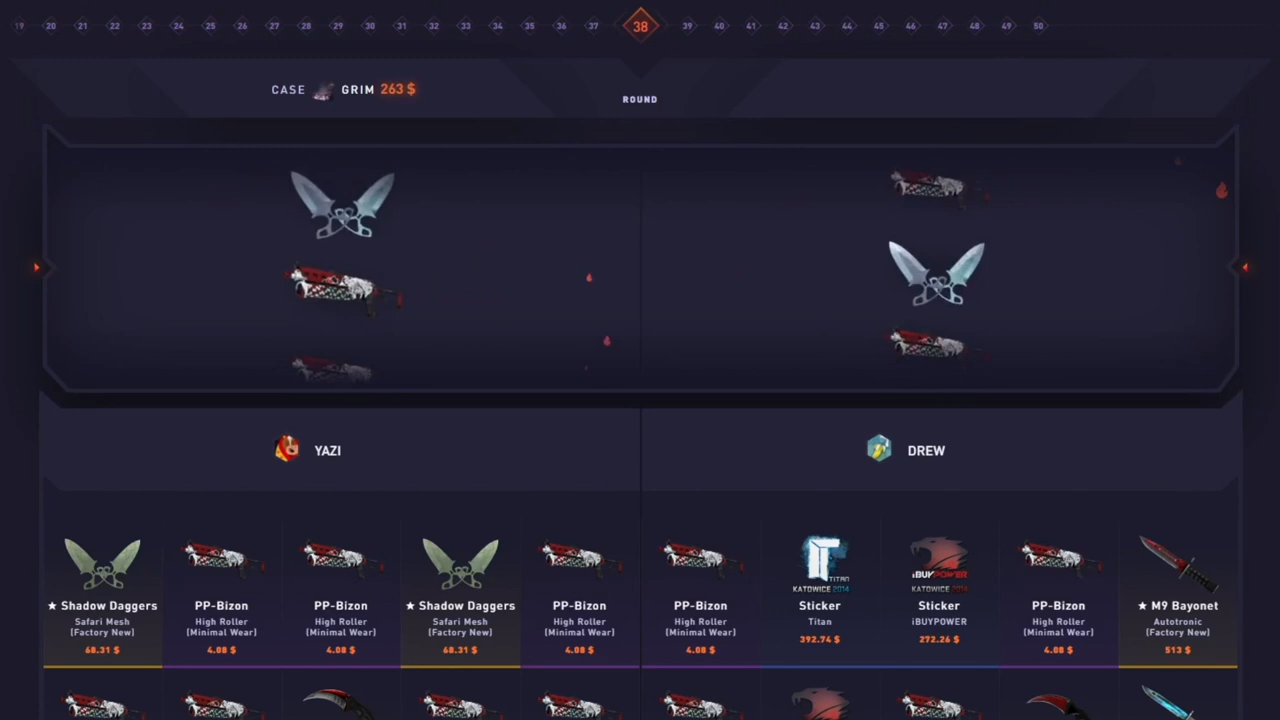 19 20 21 22 23 24 25 26 27 28 29 30 31 32 33 34 35 36 37 38 39 40 41 42 43 44 45 46 47 48 49 50
CASE GRIM 263 $
ROUND
YAZI
DREW
TITAN
KATOWICE 2014
iBUYPOWER
KATOWICE 2014
★ Shadow Daggers PP-Bizon PP-Bizon ★ Shadow Daggers PP-Bizon PP-Bizon Sticker Sticker PP-Bizon ★ M9 Bayonet
Safari Mesh High Roller High Roller Safari Mesh High Roller High Roller Titan iBUYPOWER High Roller Autotronic
(Factory New) (Minimal Wear) (Minimal Wear) (Factory New) (Minimal Wear) (Minimal Wear) 392.74 $ 272.26 $ (Minimal Wear) (Factory New)
68.31 $ 4.08 $ 4.08 $ 68.31 $ 4.08 $ 4.08 $ 4.08 $ 513 $